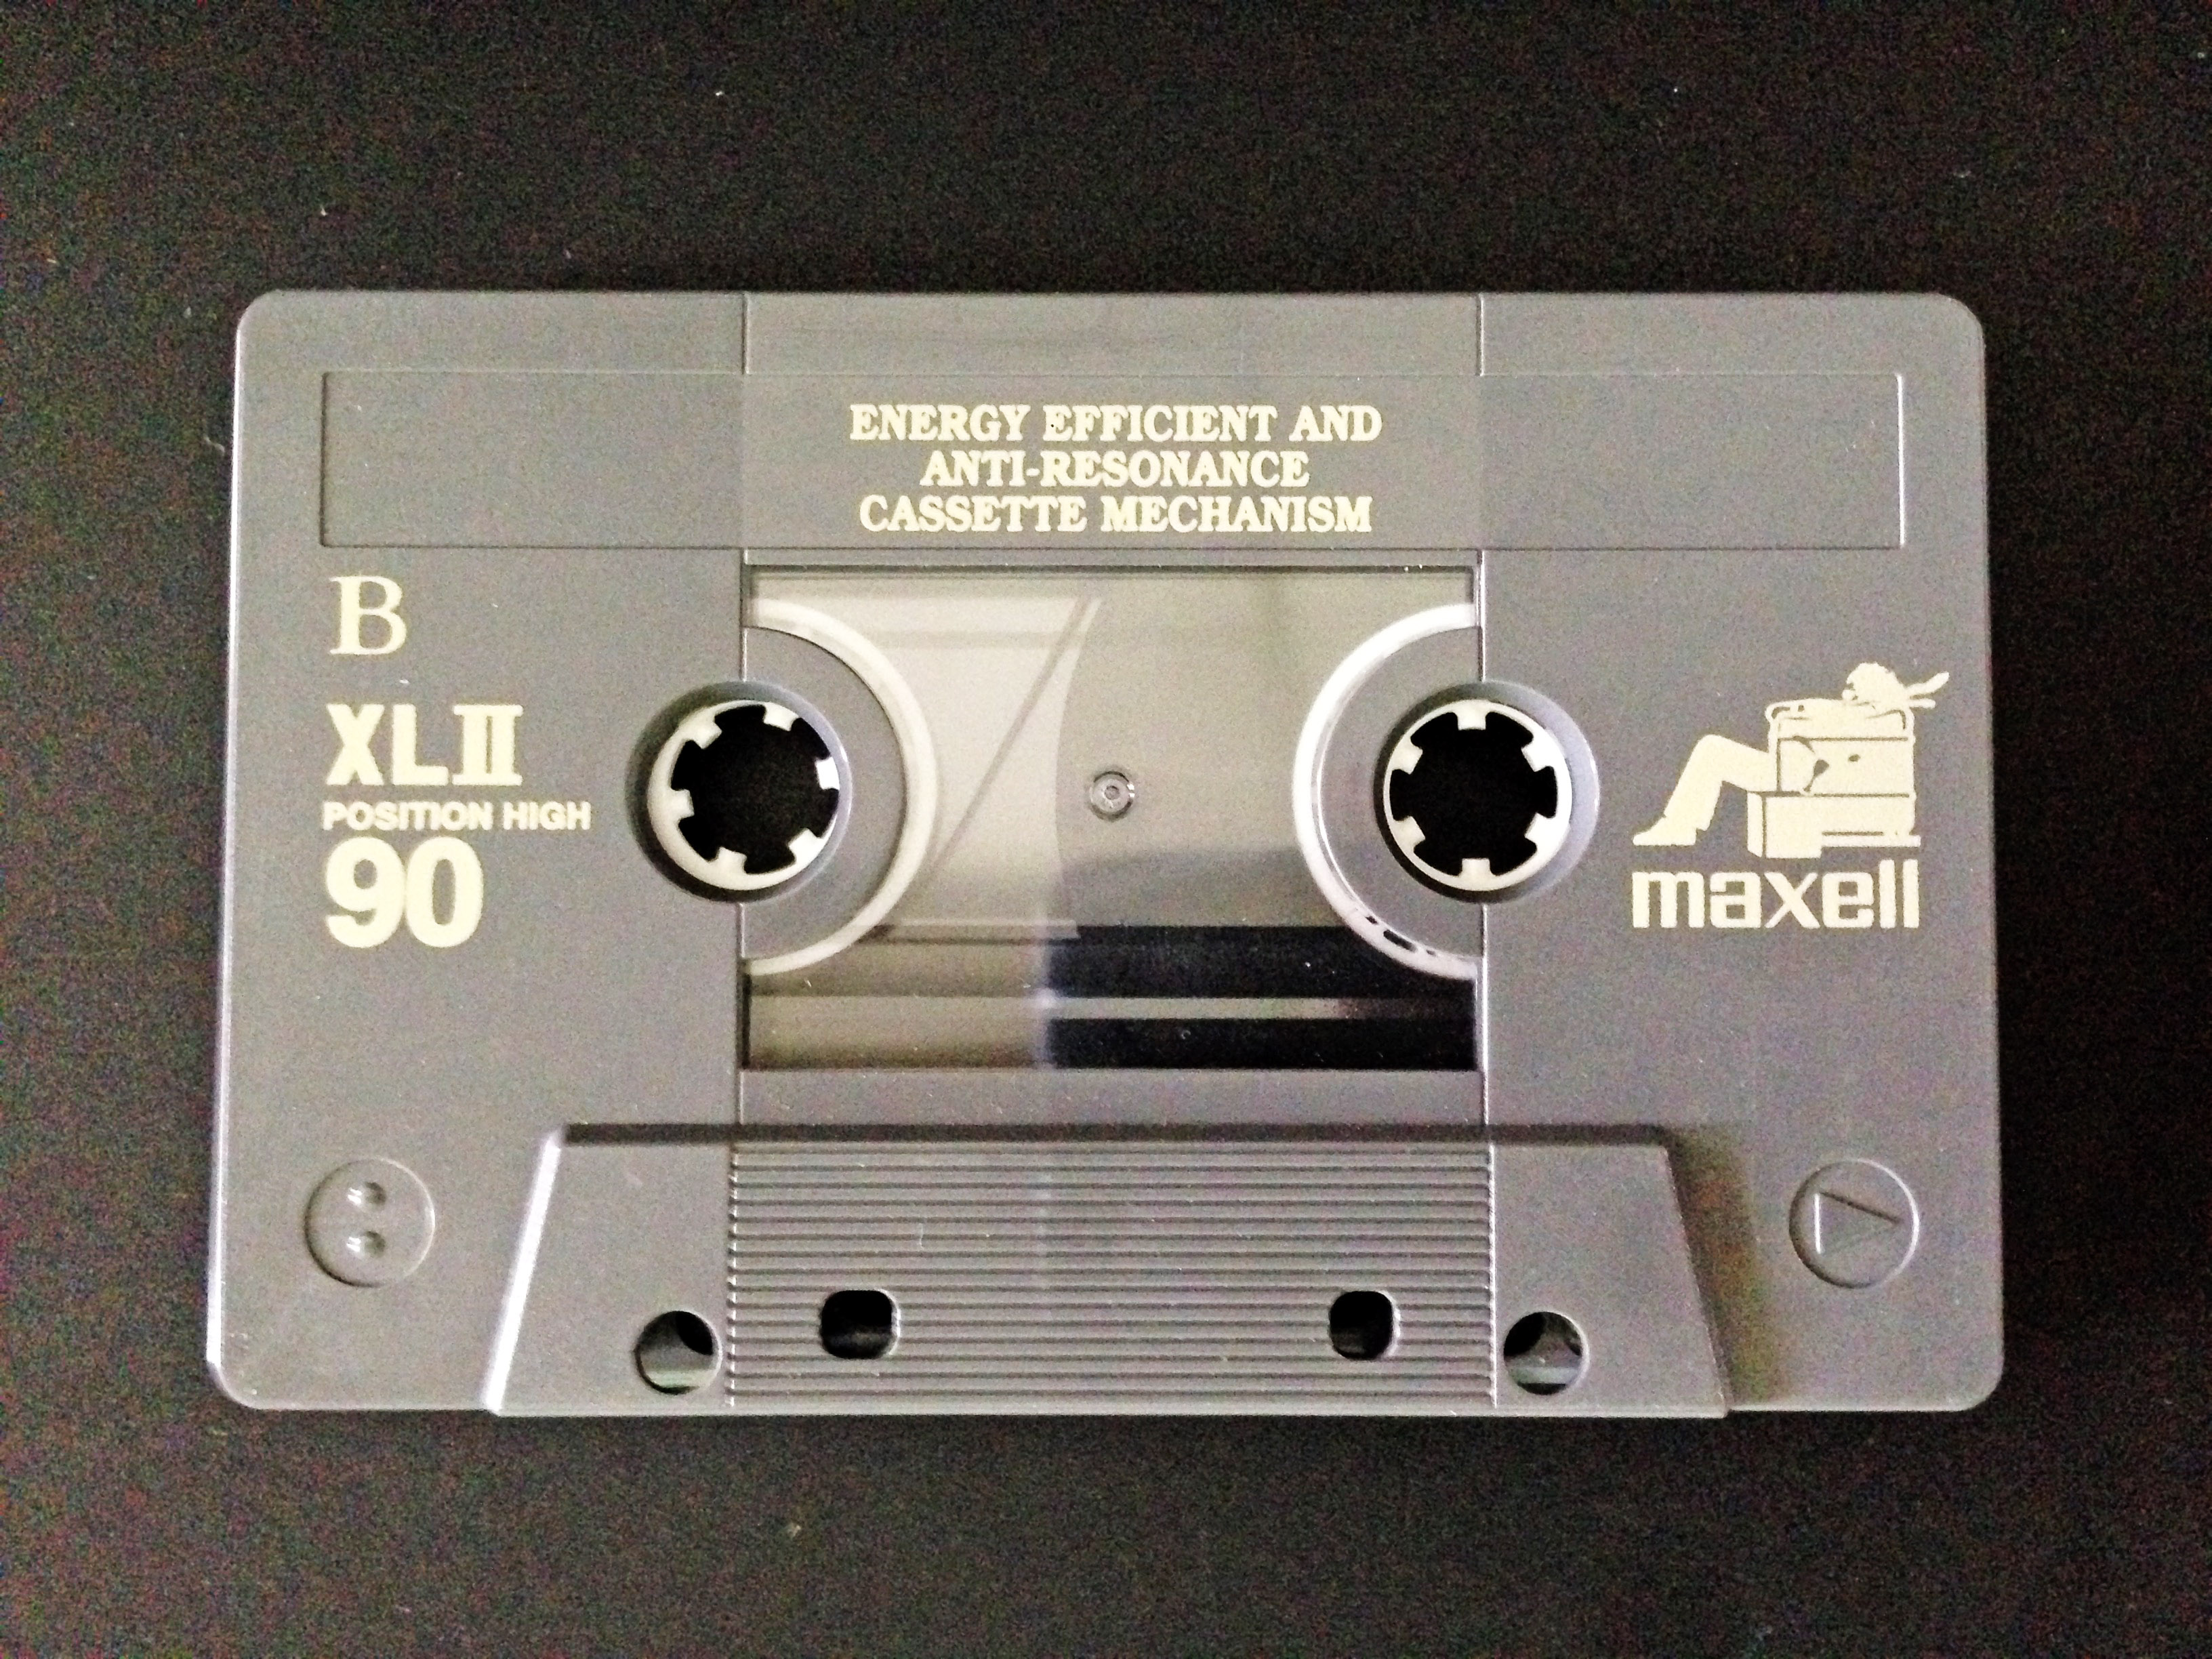 ENERGY EFFICIENT AND
ANTI-RESONANCE
CASSETTE MECHANISM
B
XLII
POSITION HIGH
90
maxell